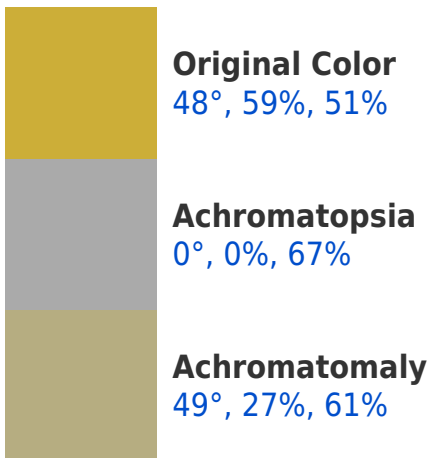 Original Color
48°, 59%, 51%
Achromatopsia
0°, 0%, 67%
Achromatomaly
49°, 27%, 61%